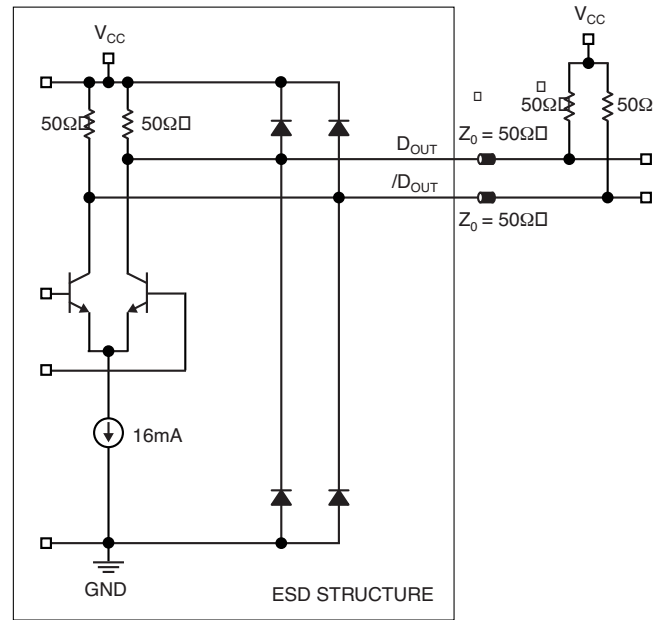 VCC
VCC
50Ω
50Ω
50Ω
50Ω
DOUT
Z0 = 50Ω
/DOUT
Z0 = 50Ω
16mA
GND
ESD STRUCTURE